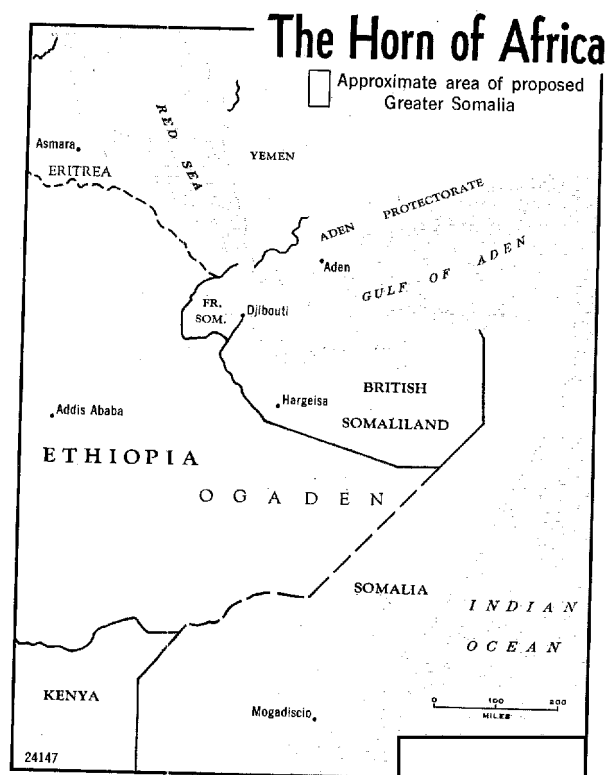 The Horn of Africa
Approximate area of proposed
Greater Somalia
RED SEA
Asmara
ERITREA
YEMEN
ADEN PROTECTORATE
Aden
GULF OF ADEN
FR.
SOM.
Djibouti
BRITISH
SOMALILAND
Hargeisa
Addis Ababa
ETHIOPIA
OGADEN
SOMALIA
INDIAN
OCEAN
KENYA
Mogadiscio
0 100 200
MILES
24147